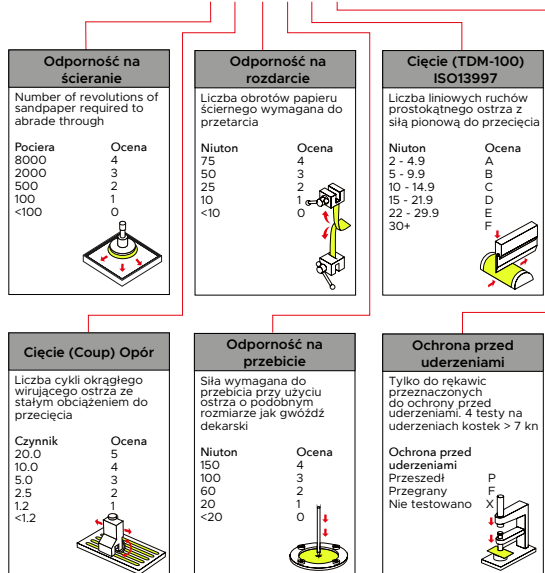 Odporność na
ścieranie
Number of revolutions of
sandpaper required to
abrade through
Pociera Ocena
8000 4
2000 3
500 2
100 1
<100 0
Odporność na
rozdarcie
Liczba obrotów papieru
ściernego wymagana do
przetarcia
Niuton Ocena
75 4
50 3
25 2
10 1
<10 0
Cięcie (TDM-100)
ISO13997
Liczba liniowych ruchów
prostokątnego ostrza z
siłą pionową do przecięcia
Niuton Ocena
2 - 4.9 A
5 - 9.9 B
10 - 14.9 C
15 - 21.9 D
22 - 29.9 E
30+ F
Cięcie (Coup) Opór
Liczba cykli okrągłego
wirującego ostrza ze
stałym obciążeniem do
przecięcia
Czynnik Ocena
20.0 5
10.0 4
5.0 3
2.5 2
1.2 1
<1.2
Odporność na
przebicie
Siła wymagana do
przebicia przy użyciu
ostrza o podobnym
rozmiarze jak gwóźdź
dekarski
Niuton Ocena
150 4
100 3
60 2
20 1
<20 0
Ochrona przed
uderzeniami
Tylko do rękawic
przeznaczonych
do ochrony przed
uderzeniami. 4 testy na
uderzeniach kostek > 7 kn
Ochrona przed
uderzeniami
Przeszedł P
Przegrany F
Nie testowano X